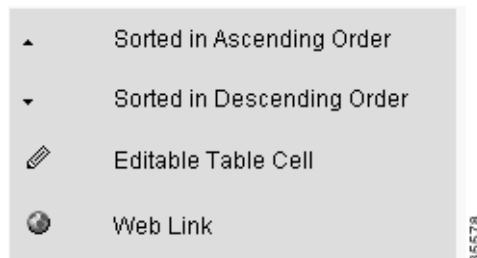 Sorted in Ascending Order
Sorted in Descending Order
Editable Table Cell
Web Link